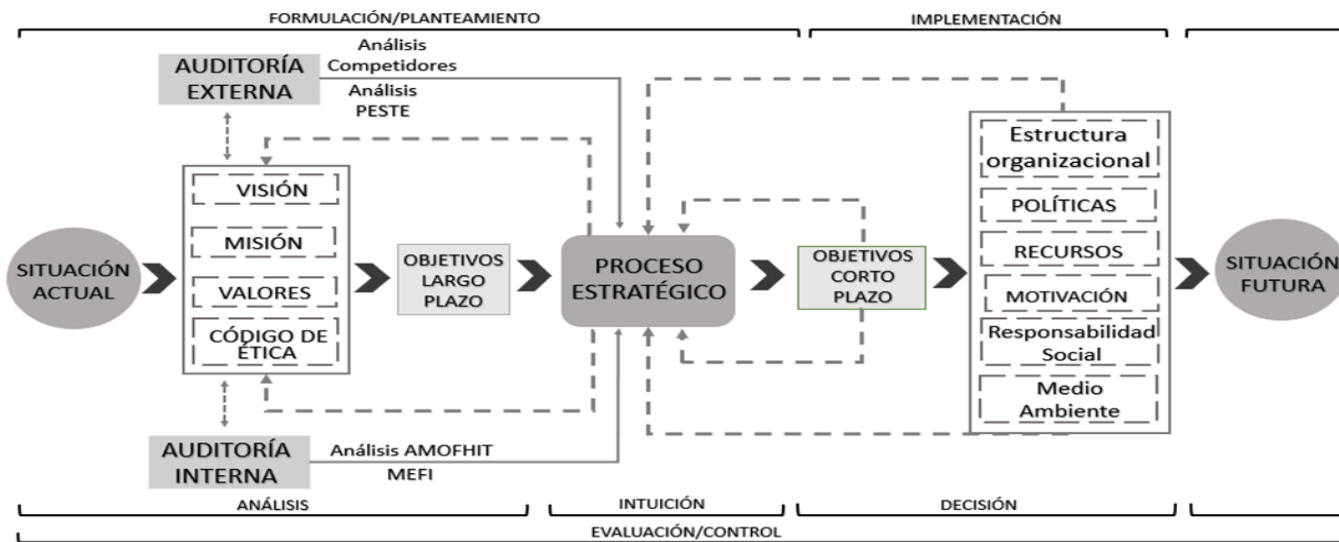 FORMULACIÓN/PLANTEAMIENTO
IMPLEMENTACIÓN
AUDITORÍA
EXTERNA
Análisis
Competidores
Análisis
PESTE
SITUACIÓN
ACTUAL
VISIÓN
MISIÓN
VALORES
CÓDIGO DE
ÉTICA
OBJETIVOS
LARGO
PLAZO
PROCESO
ESTRATÉGICO
OBJETIVOS
CORTO
PLAZO
Estructura
organizacional
POLÍTICAS
RECURSOS
MOTIVACIÓN
Responsabilidad
Social
Medio
Ambiente
SITUACIÓN
FUTURA
AUDITORÍA
INTERNA
Análisis AMOFHIT
MEFI
ANÁLISIS
INTUICIÓN
DECISIÓN
EVALUACIÓN/CONTROL